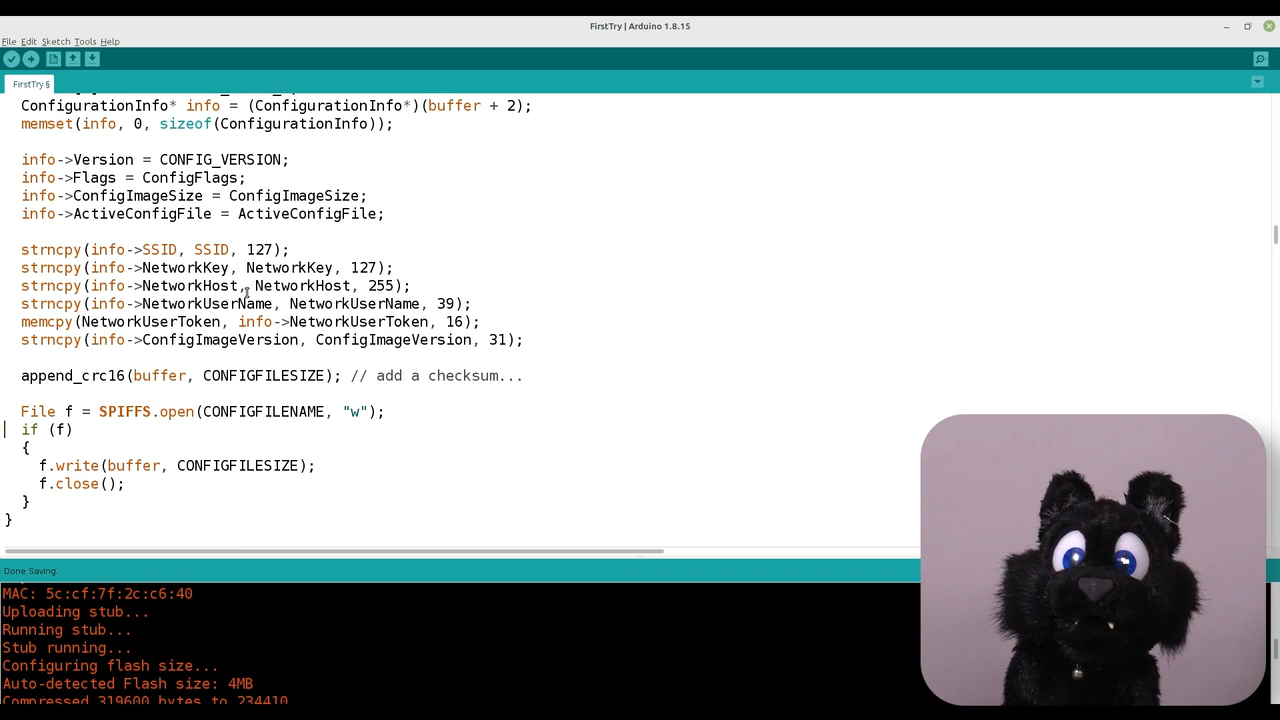 FirstTry | Arduino 1.8.15
File Edit Sketch Tools Help
FirstTry §
ConfigurationInfo* info = (ConfigurationInfo*)(buffer + 2);
memset(info, 0, sizeof(ConfigurationInfo));
info->Version = CONFIG_VERSION;
info->Flags = ConfigFlags;
info->ConfigImageSize = ConfigImageSize;
info->ActiveConfigFile = ActiveConfigFile;
strncpy(info->SSID, SSID, 127);
strncpy(info->NetworkKey, NetworkKey, 127);
strncpy(info->NetworkHost, NetworkHost, 255);
strncpy(info->NetworkUserName, NetworkUserName, 39);
memcpy(NetworkUserToken, info->NetworkUserToken, 16);
strncpy(info->ConfigImageVersion, ConfigImageVersion, 31);
append_crc16(buffer, CONFIGFILESIZE); // add a checksum...
File f = SPIFFS.open(CONFIGFILENAME, "w");
if (f)
{
f.write(buffer, CONFIGFILESIZE);
f.close();
}
}
Done Saving.
MAC: 5c:cf:7f:2c:c6:40
Uploading stub...
Running stub...
Stub running...
Configuring flash size...
Auto-detected Flash size: 4MB
Compressed 319600 bytes to 234410